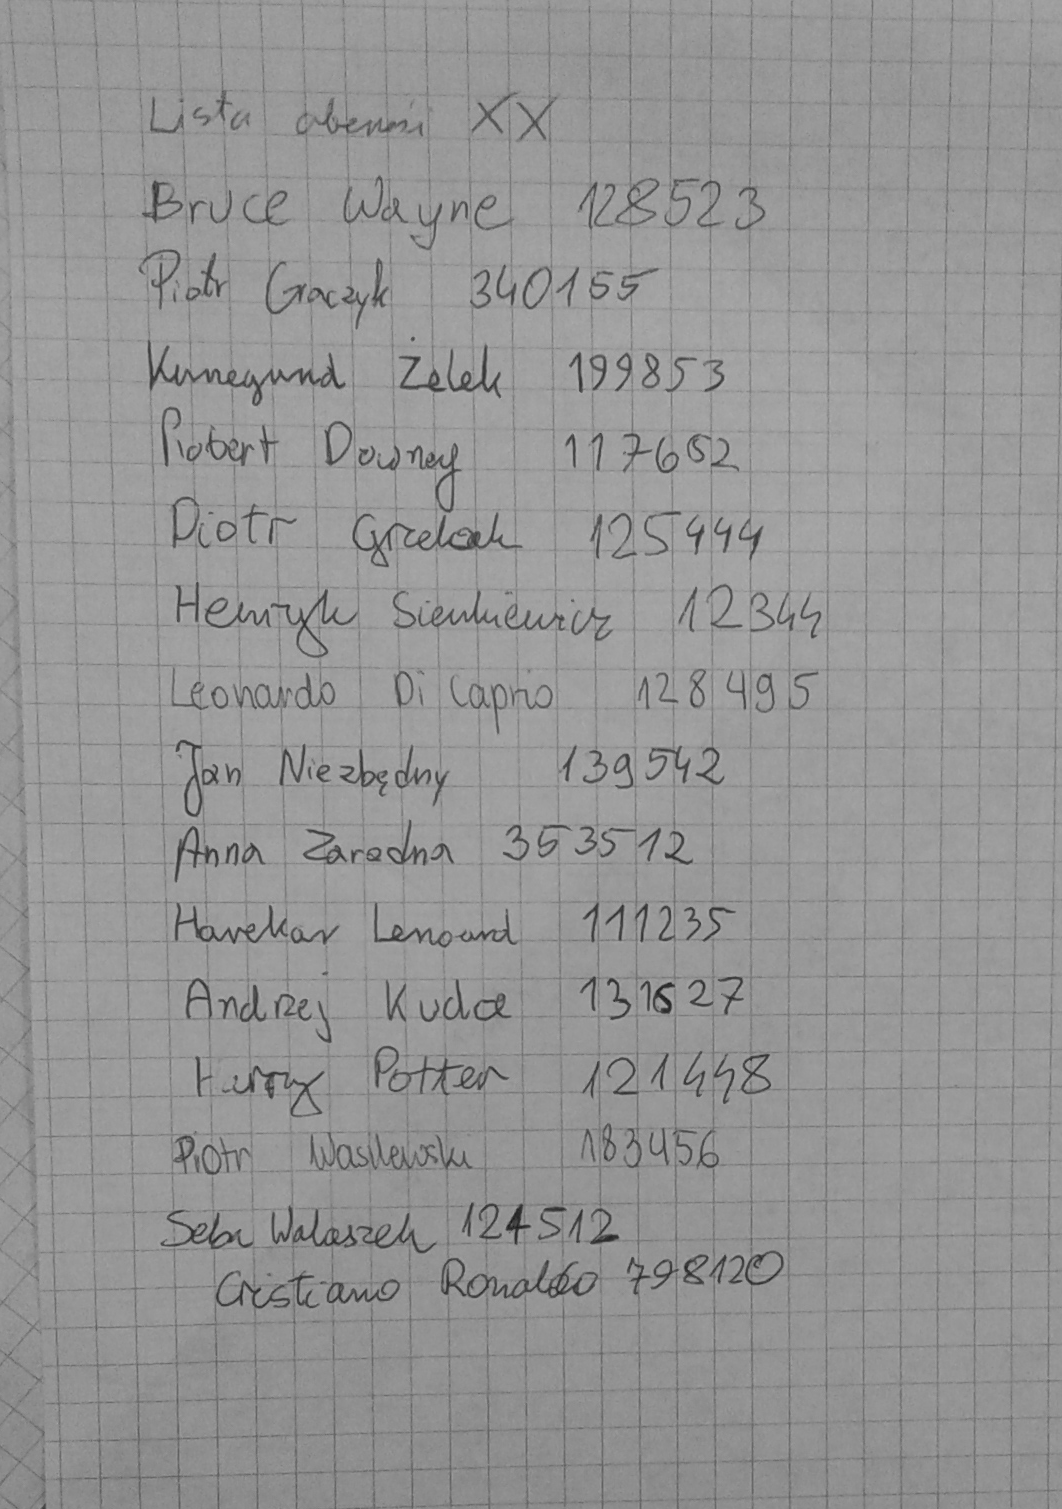 Lista obecności XX
Bruce Wayne 128523
Piotr Graczyk 340155
Kunegund Żelek 199853
Robert Downey 117652
Piotr Grzelak 125444
Henryk Sienkiewicz 12344
Leonardo Di Caprio 128495
Jan Niezbędny 139542
Anna Zaradna 353512
Harekar Lenoard 111235
Andrzej Kudła 131627
Harry Potter 121448
Piotr Wasilewski 183456
Seba Walaszek 124512
Cristiano Ronaldo 798120